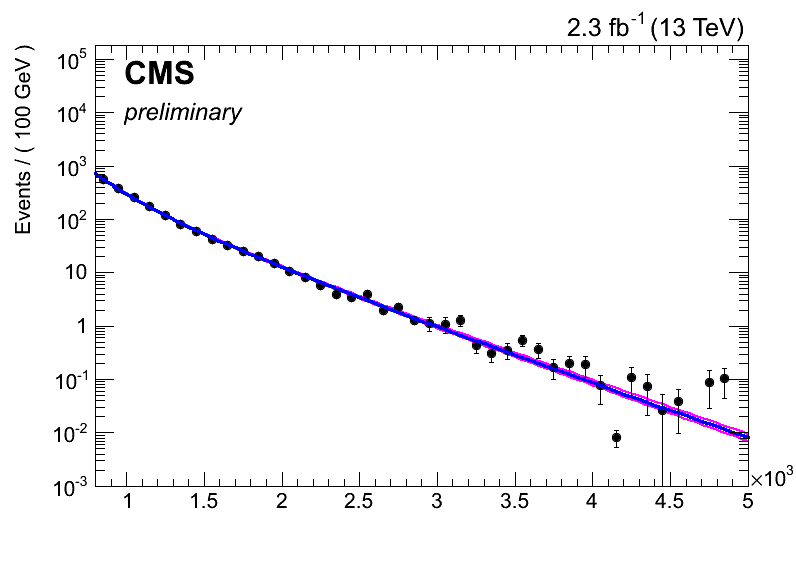 2.3 fb⁻¹ (13 TeV)
CMS
preliminary
Events / ( 100 GeV )
10⁵
10⁴
10³
10²
10
1
10⁻¹
10⁻²
10⁻³
1 1.5 2 2.5 3 3.5 4 4.5 5
×10³